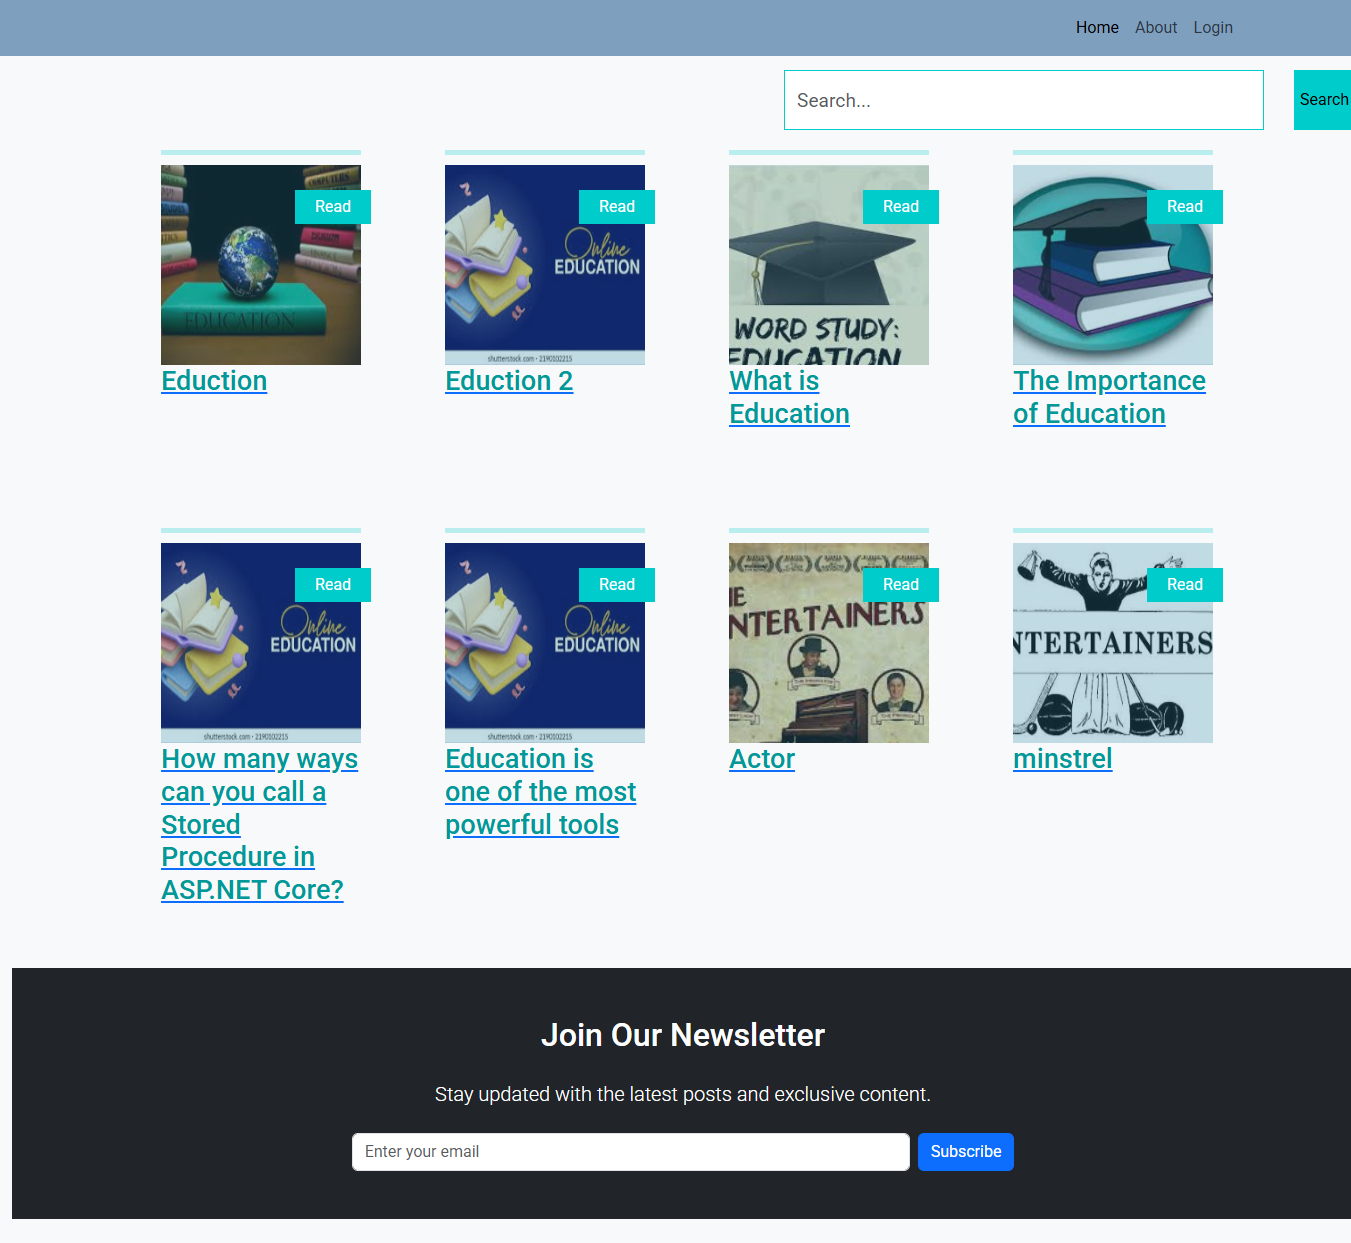 Home About Login
Search...
Search
COMPUTERS
EDUCATION
Read
Online
EDUCATION
shutterstock.com · 2190102215
Read
WORD STUDY:
EDUCATION
Read
Read
Eduction
Eduction 2
What is
Education
The Importance
of Education
Online
EDUCATION
shutterstock.com · 2190102215
Read
Online
EDUCATION
shutterstock.com · 2190102215
Read
NTERTAINERS
Read
NTERTAINERS
Read
How many ways
can you call a
Stored
Procedure in
ASP.NET Core?
Education is
one of the most
powerful tools
Actor
minstrel
Join Our Newsletter
Stay updated with the latest posts and exclusive content.
Enter your email
Subscribe